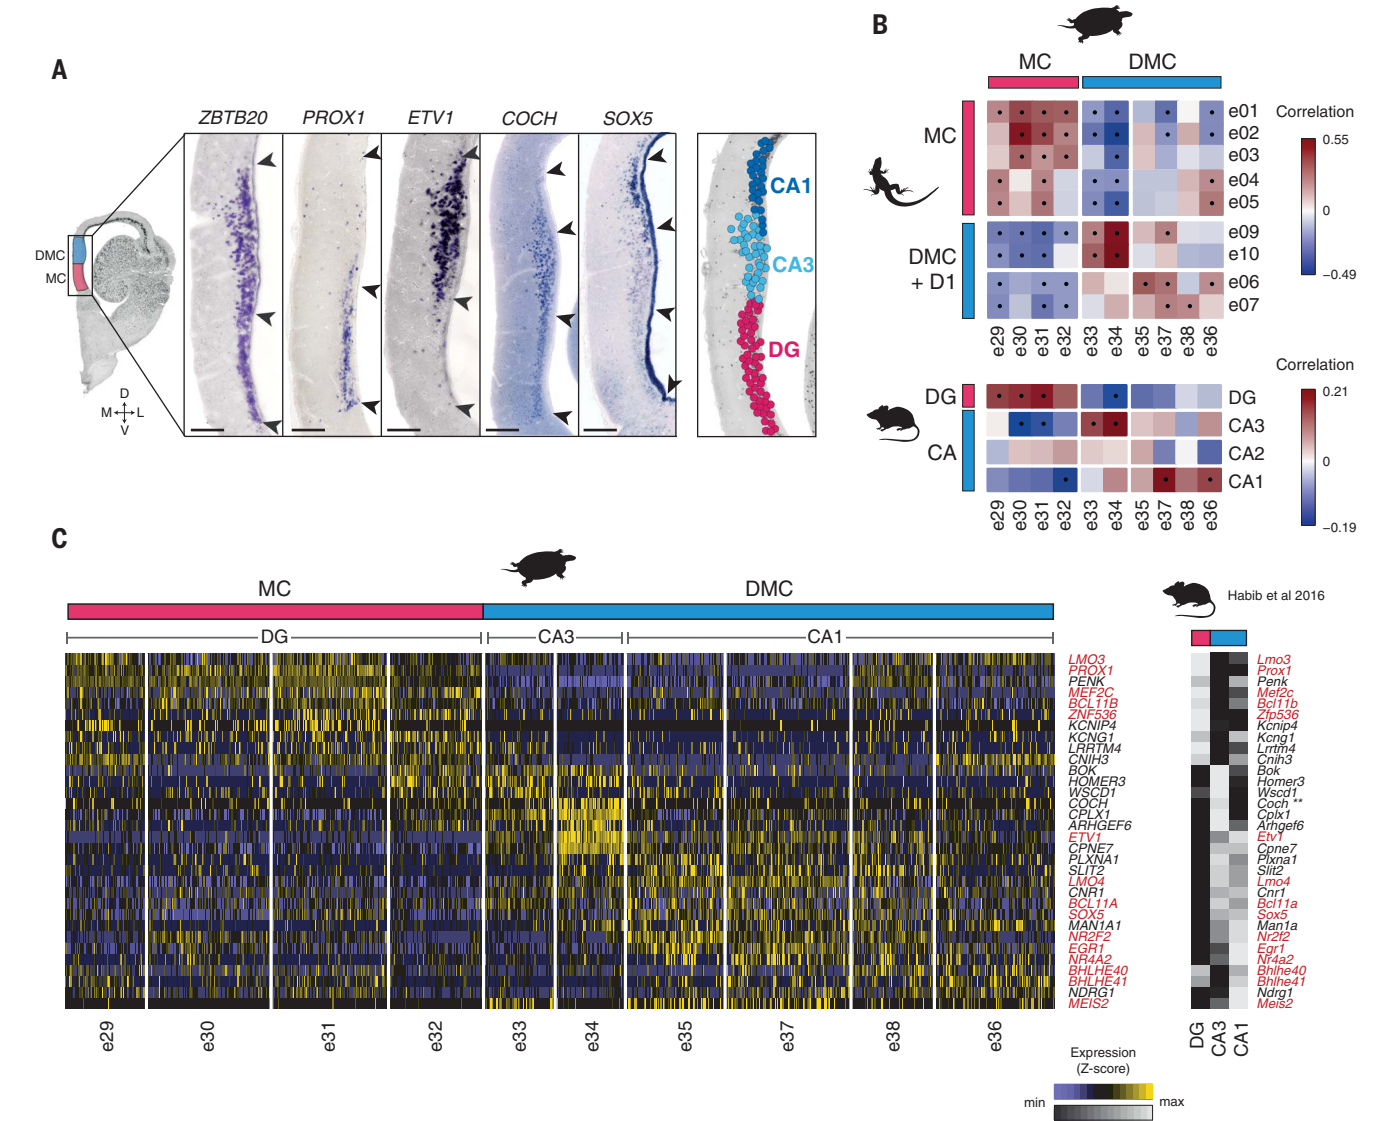 A
ZBTB20 PROX1 ETV1 COCH SOX5
CA1
CA3
DG
DMC
MC
D
M L
V
B
MC DMC
MC
DMC
+ D1
e01
e02
e03
e04
e05
e09
e10
e06
e07
e29 e30 e31 e32 e33 e34 e35 e37 e38 e36
Correlation
0.55
0
−0.49
DG
CA
DG
CA3
CA2
CA1
e29 e30 e31 e32 e33 e34 e35 e37 e38 e36
Correlation
0.21
0
−0.19
C
MC DMC
DG CA3 CA1
Habib et al 2016
LMO3 Lmo3
PROX1 Prox1
PENK Penk
MEF2C Mef2c
BCL11B Bcl11b
ZNF536 Zfp536
KCNIP4 Kcnip4
KCNG1 Kcng1
LRRTM4 Lrrtm4
CNIH3 Cnih3
BOK Bok
HOMER3 Homer3
WSCD1 Wscd1
COCH Coch **
CPLX1 Cplx1
ARHGEF6 Arhgef6
ETV1 Etv1
CPNE7 Cpne7
PLXNA1 Plxna1
SLIT2 Slit2
LMO4 Lmo4
CNR1 Cnr1
BCL11A Bcl11a
SOX5 Sox5
MAN1A1 Man1a
NR2F2 Nr2f2
EGR1 Egr1
NR4A2 Nr4a2
BHLHE40 Bhlhe40
BHLHE41 Bhlhe41
NDRG1 Ndrg1
MEIS2 Meis2
e29 e30 e31 e32 e33 e34 e35 e37 e38 e36
DG CA3 CA1
Expression
(Z-score)
min max